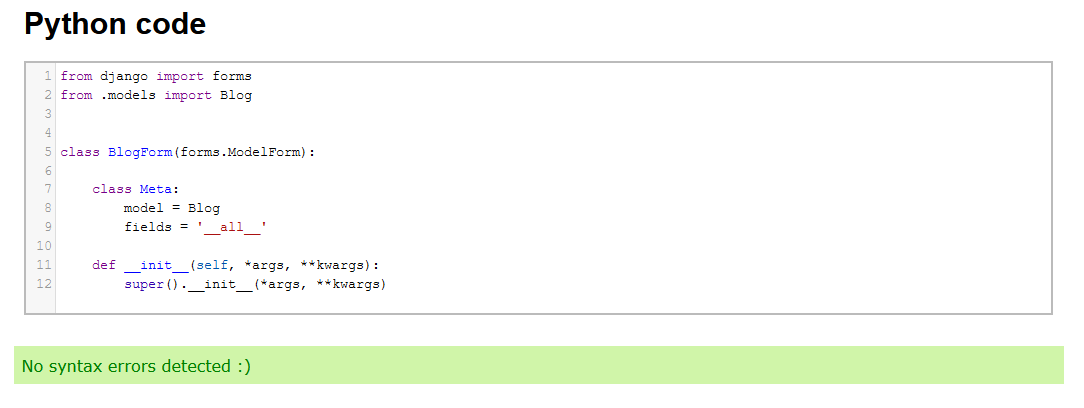 Python code
1 from django import forms
2 from .models import Blog
3
4
5 class BlogForm(forms.ModelForm):
6
7     class Meta:
8         model = Blog
9         fields = '__all__'
10
11     def __init__(self, *args, **kwargs):
12         super().__init__(*args, **kwargs)
No syntax errors detected :)